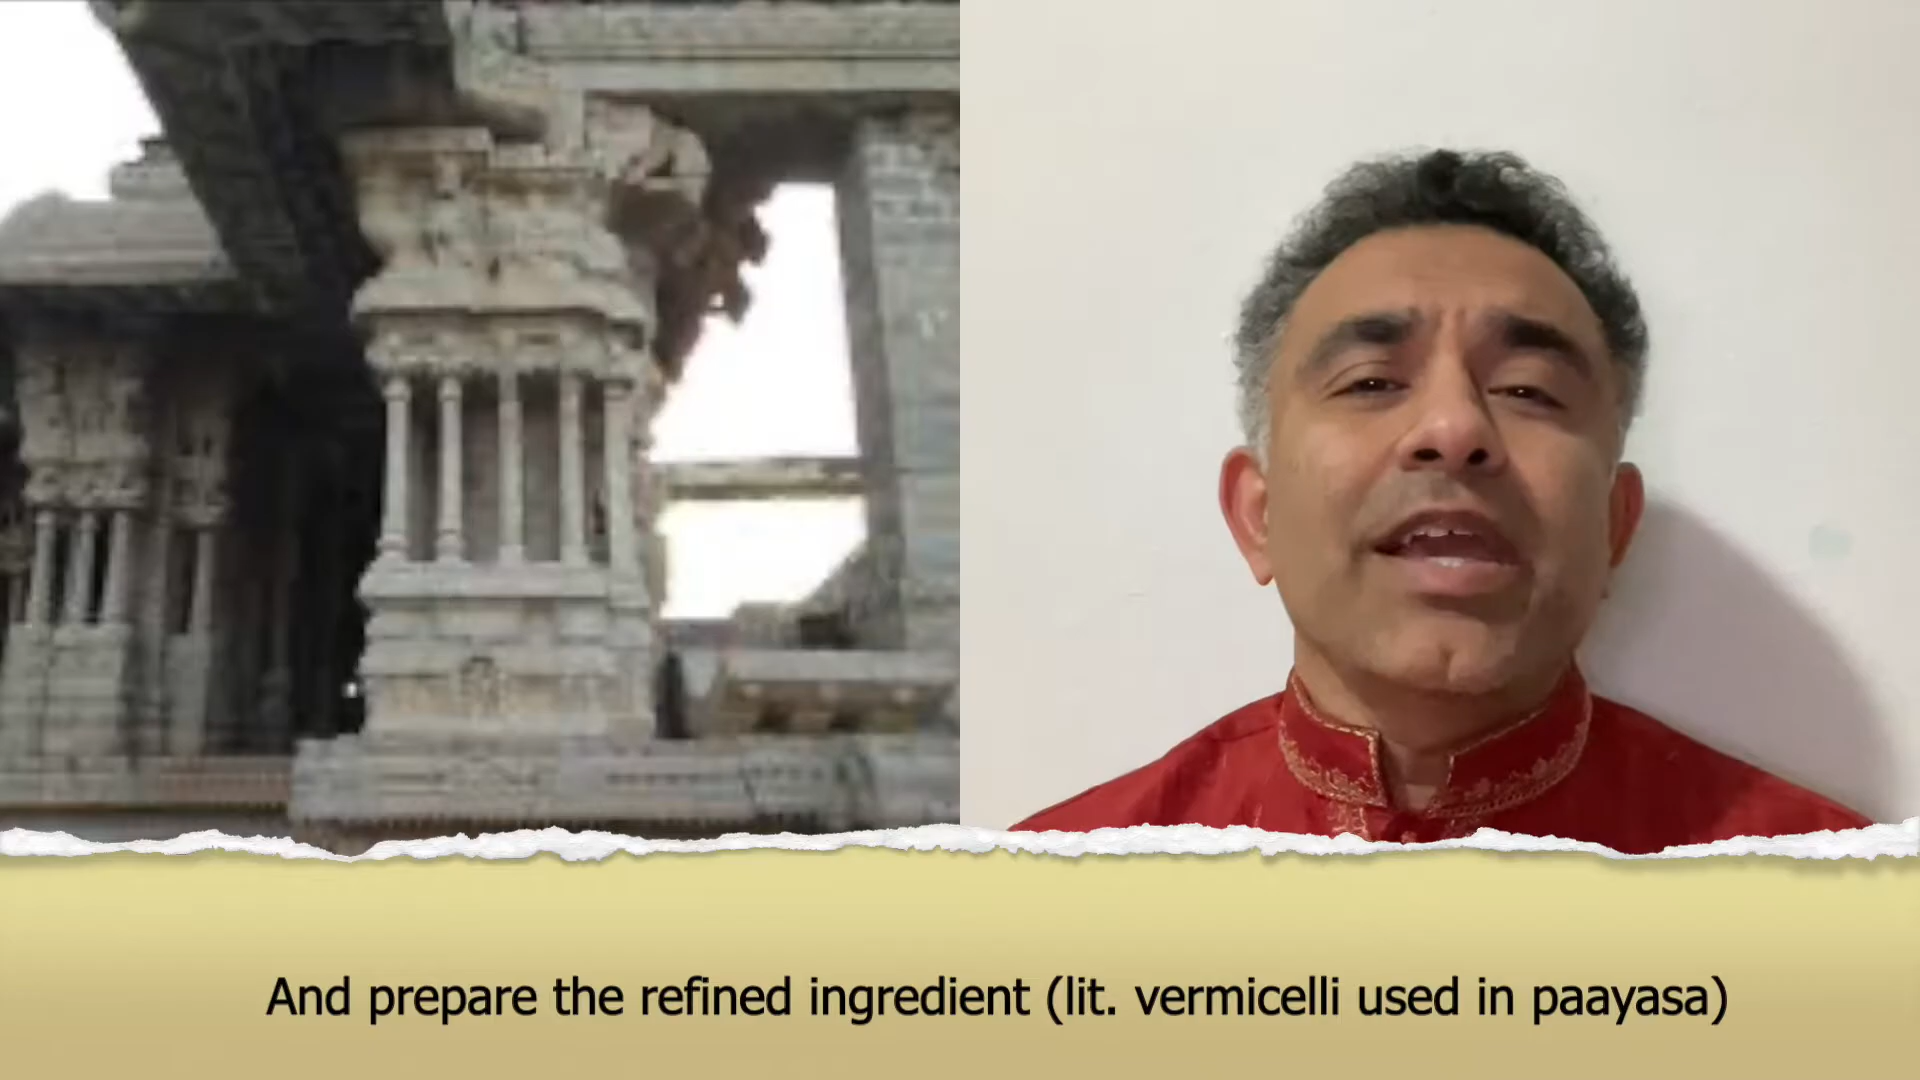 And prepare the refined ingredient (lit. vermicelli used in paayasa)